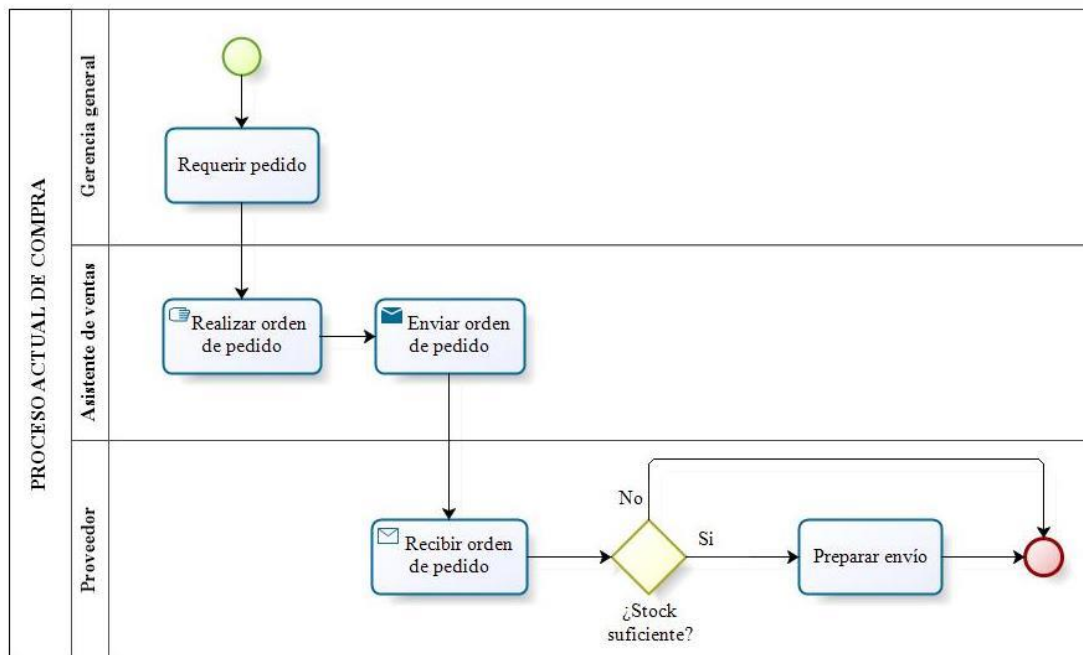 PROCESO ACTUAL DE COMPRA
Gerencia general
Requerir pedido
Asistente de ventas
Realizar orden
de pedido
Enviar orden
de pedido
Proveedor
Recibir orden
de pedido
No
Si
¿Stock
suficiente?
Preparar envío